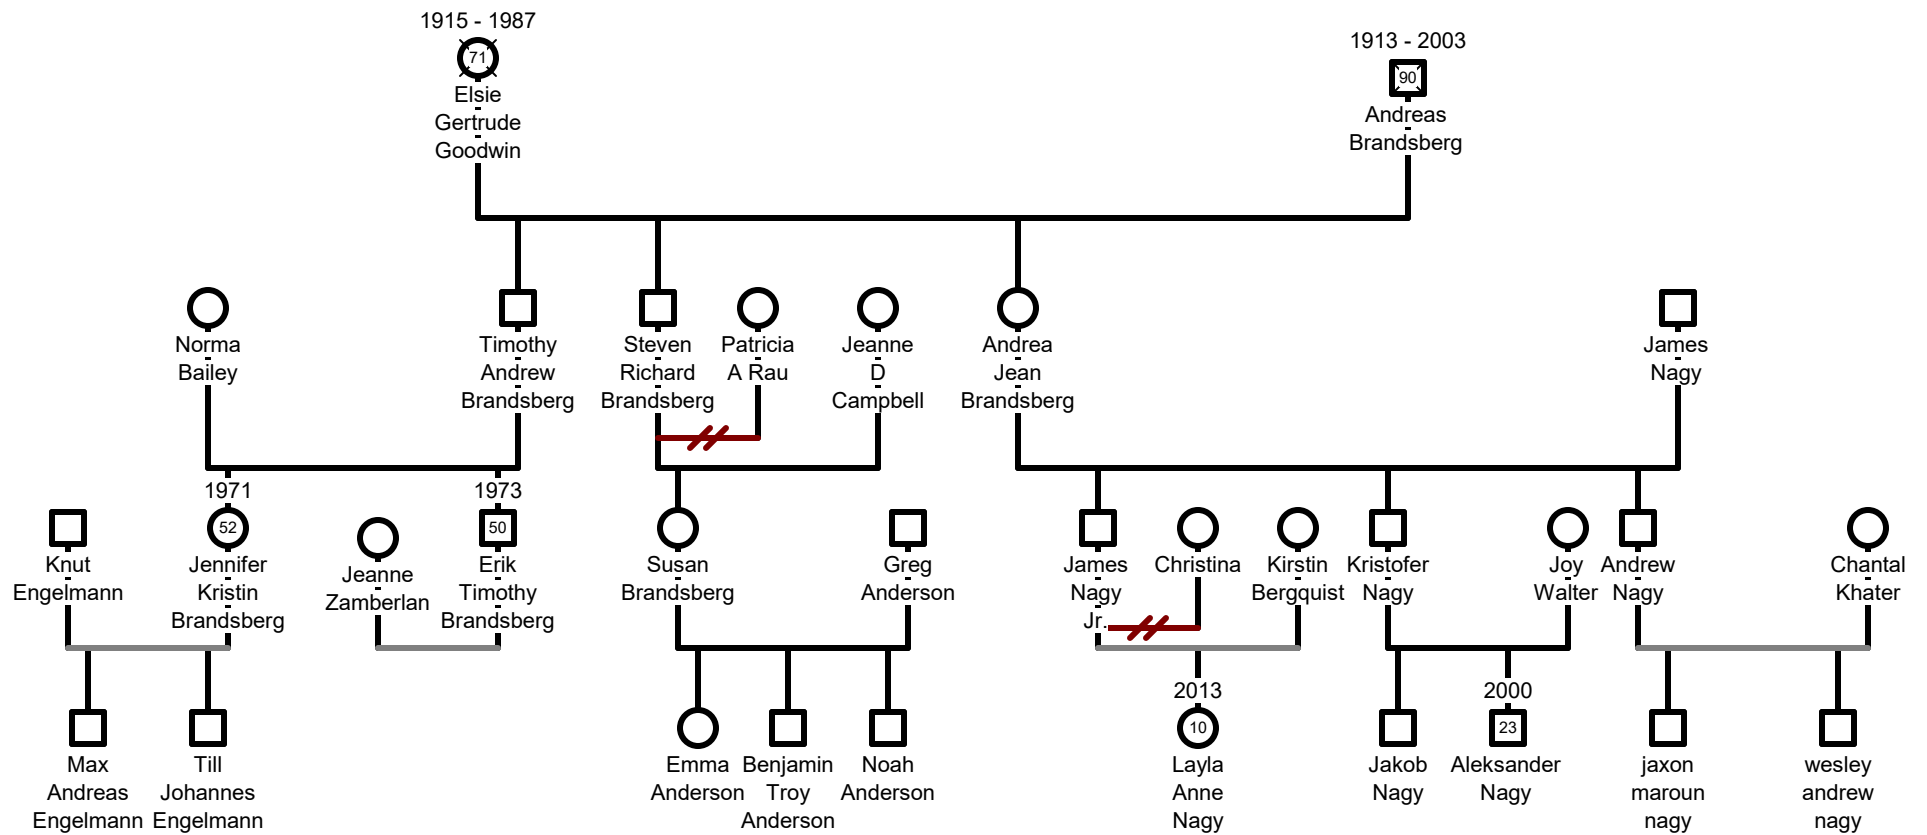 1915 - 1987
71
Elsie
Gertrude
Goodwin
1913 - 2003
90
Andreas
Brandsberg
Norma
Bailey
Timothy
Andrew
Brandsberg
Steven
Richard
Brandsberg
Patricia
A Rau
Jeanne
D
Campbell
Andrea
Jean
Brandsberg
James
Nagy
Knut
Engelmann
1971
52
Jennifer
Kristin
Brandsberg
Jeanne
Zamberlan
1973
50
Erik
Timothy
Brandsberg
Susan
Brandsberg
Greg
Anderson
James
Nagy
Jr.
Christina
Kirstin
Bergquist
Kristofer
Nagy
Joy
Walter
Andrew
Nagy
Chantal
Khater
Max
Andreas
Engelmann
Till
Johannes
Engelmann
Emma
Anderson
Benjamin
Troy
Anderson
Noah
Anderson
2013
10
Layla
Anne
Nagy
Jakob
Nagy
2000
23
Aleksander
Nagy
jaxon
maroun
nagy
wesley
andrew
nagy